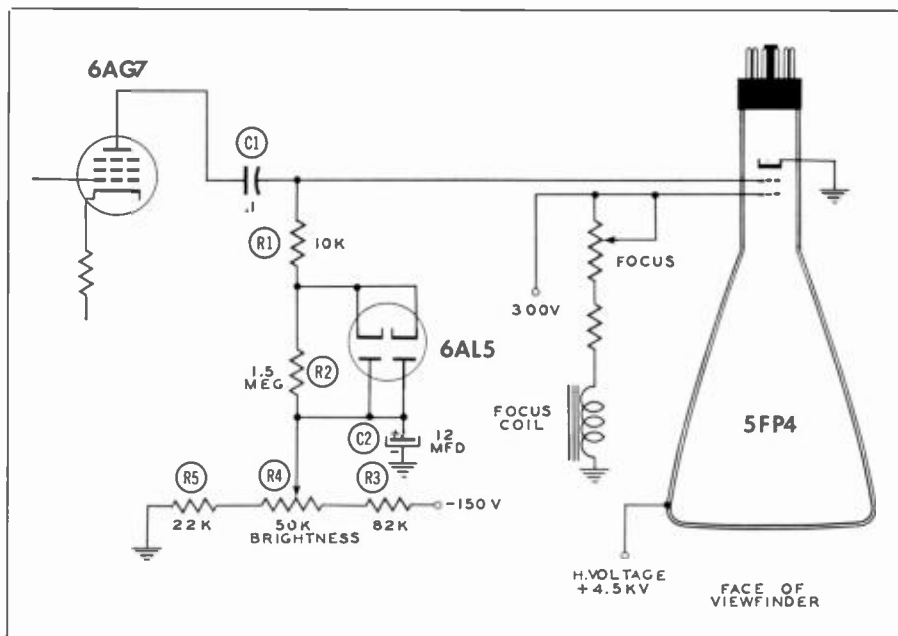 6AG7
C1
.1
R1
10K
FOCUS
300V
6AL5
1.5
MEG
R2
C2
+
-
12
MFD
FOCUS
COIL
5FP4
R5
R4
R3
-150V
22K
50K
82K
BRIGHTNESS
H.VOLTAGE
+4.5KV
FACE OF
VIEWFINDER